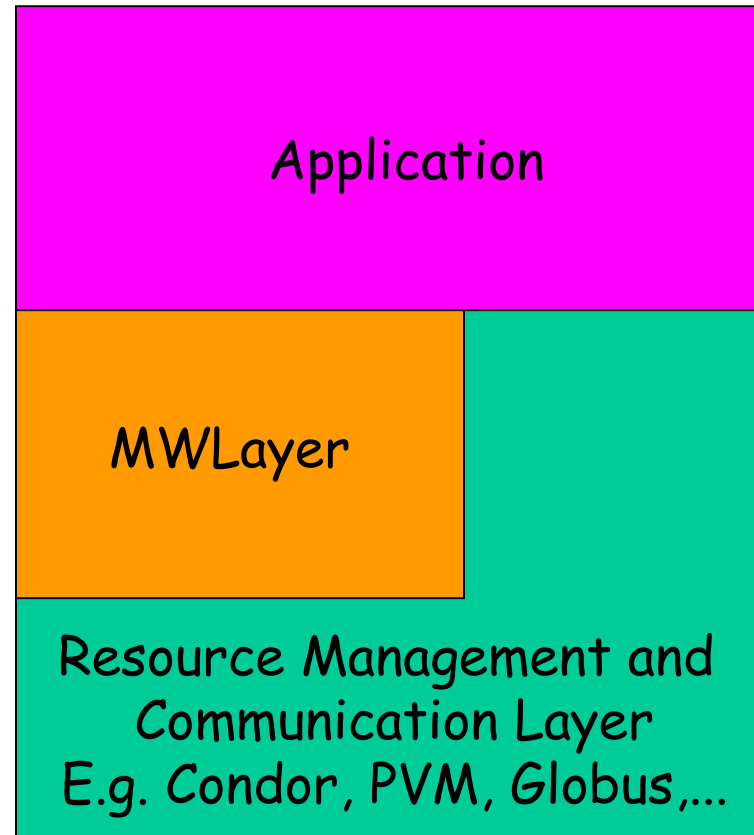 Application
MWLayer
Resource Management and
Communication Layer
E.g. Condor, PVM, Globus,...